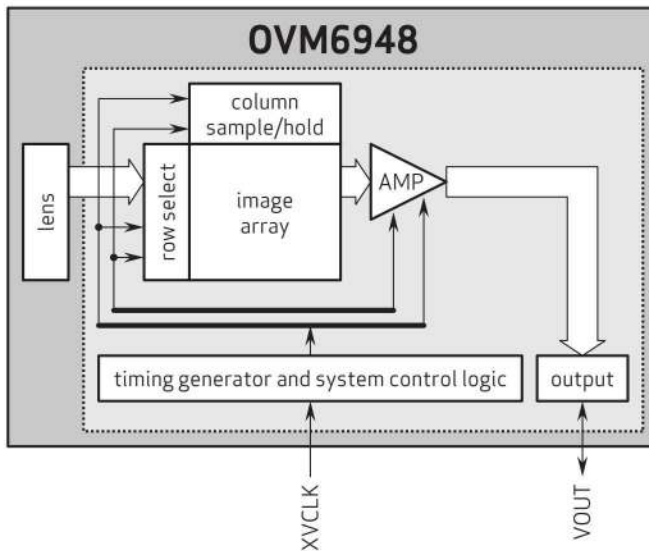 OVM6948
column
sample/hold
lens
row select
image
array
AMP
timing generator and system control logic
output
XVCLK
VOUT